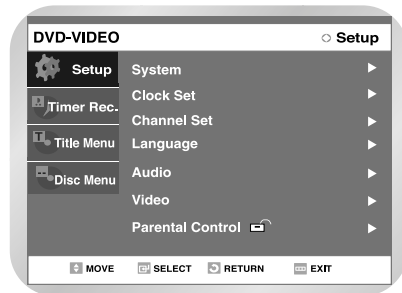 DVD-VIDEO Setup
Setup
Timer Rec.
Title Menu
Disc Menu
System
Clock Set
Channel Set
Language
Audio
Video
Parental Control
MOVE SELECT RETURN EXIT